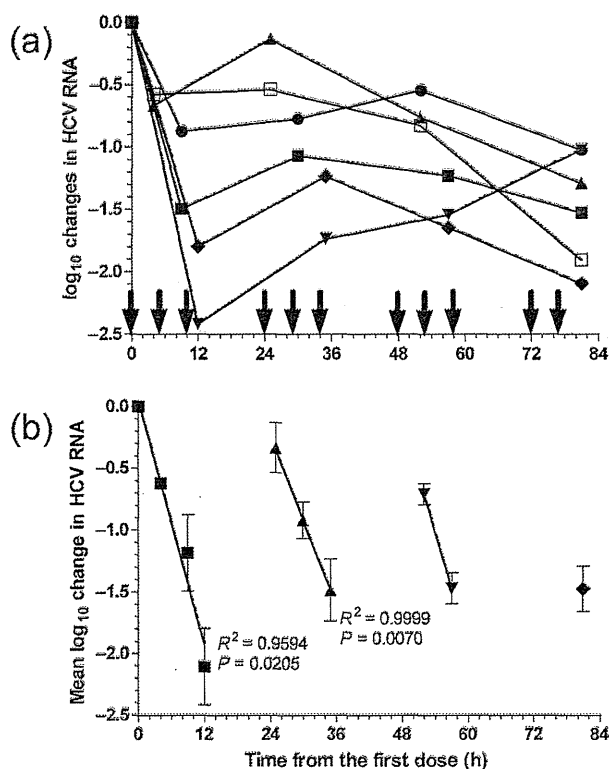 (a)
log10 changes in HCV RNA
0.0
−0.5
−1.0
−1.5
−2.0
−2.5
0 12 24 36 48 60 72 84
(b)
Mean log10 change in HCV RNA
0.0
−0.5
−1.0
−1.5
−2.0
−2.5
R2 = 0.9594
P = 0.0205
R2 = 0.9999
P = 0.0070
0 12 24 36 48 60 72 84
Time from the first dose (h)